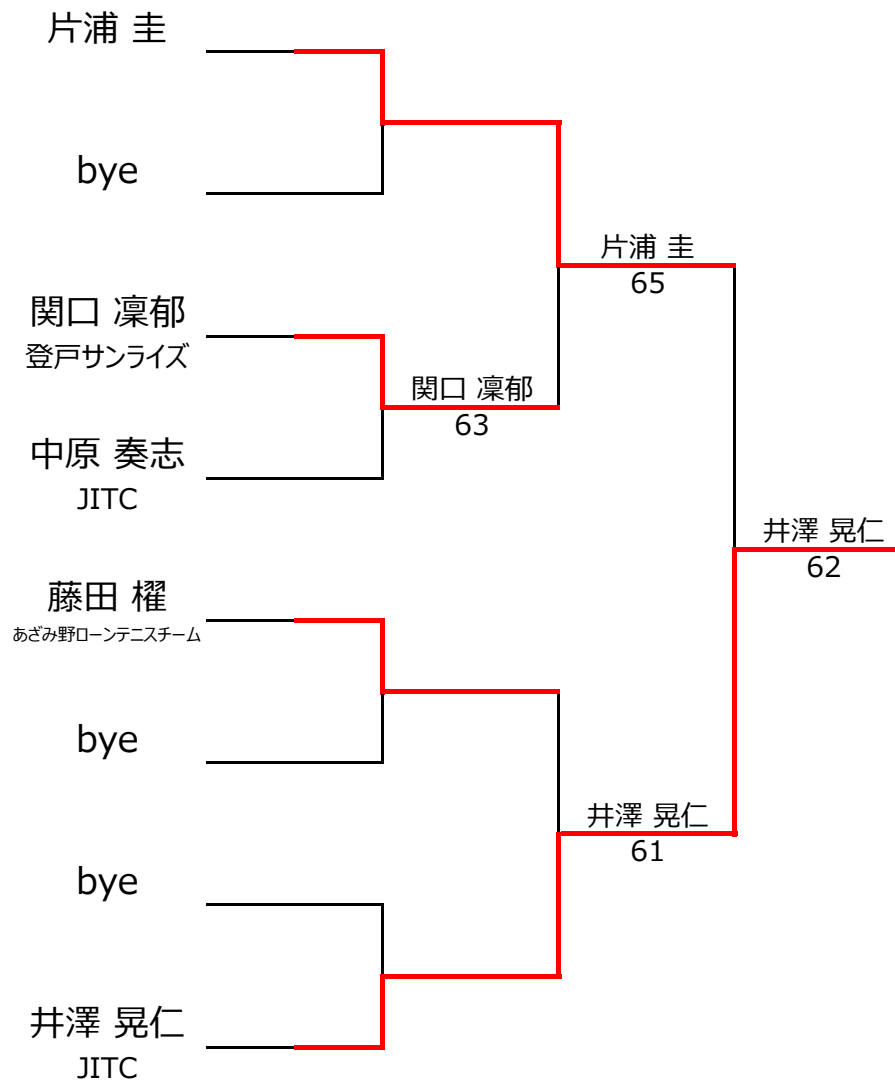 片浦 圭
bye
関口 凜郁
登戸サンライズ
中原 奏志
JITC
藤田 櫂
あざみ野ローンテニスチーム
bye
bye
井澤 晃仁
JITC
関口 凜郁
63
片浦 圭
65
井澤 晃仁
61
井澤 晃仁
62